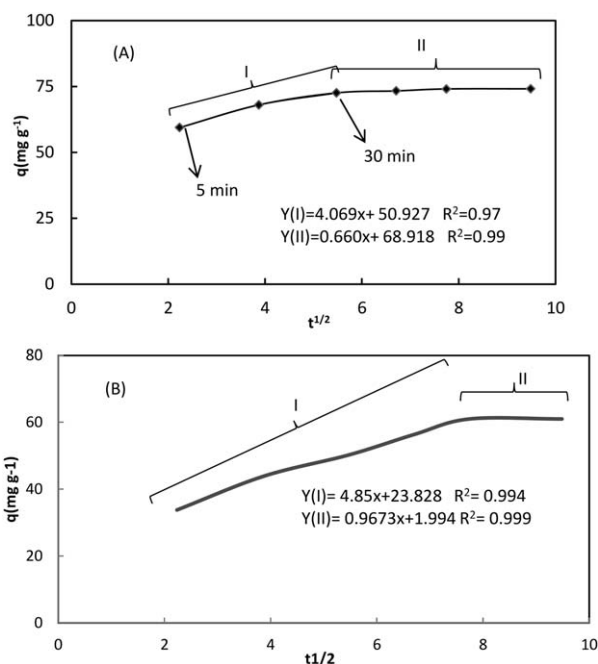 100
(A)
II
I
75
q(mg g-1)
50
30 min
5 min
Y(I)=4.069x+ 50.927 R²=0.97
25
Y(II)=0.660x+ 68.918 R²=0.99
0
0 2 4 6 8 10
t1/2
80
(B)
II
I
60
q(mg g-1)
40
Y(I)= 4.85x+23.828 R²= 0.994
Y(II)= 0.9673x+1.994 R²= 0.999
20
0
0 2 4 6 8 10
t1/2